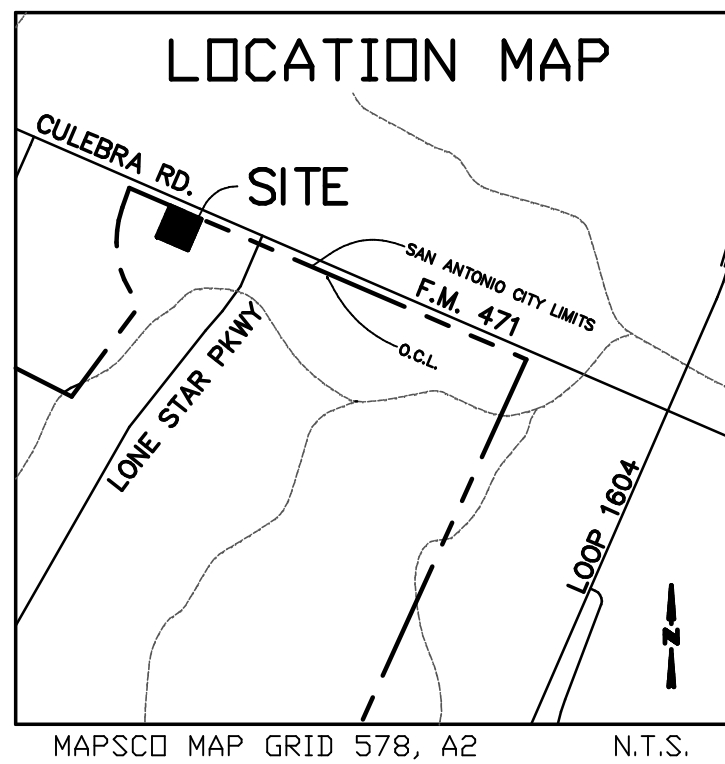 LOCATION MAP
CULEBRA RD.
SITE
SAN ANTONIO CITY LIMITS
F.M. 471
O.C.L.
LONE STAR PKWY
LOOP 1604
N
MAPSCO MAP GRID 578, A2
N.T.S.